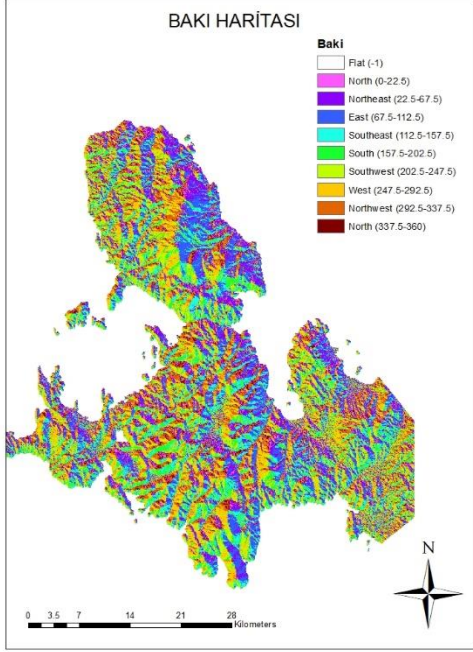 BAKI HARİTASI
Baki
Flat (-1)
North (0-22.5)
Northeast (22.5-67.5)
East (67.5-112.5)
Southeast (112.5-157.5)
South (157.5-202.5)
Southwest (202.5-247.5)
West (247.5-292.5)
Northwest (292.5-337.5)
North (337.5-360)
N
0 3.5 7 14 21 28
Kilometers